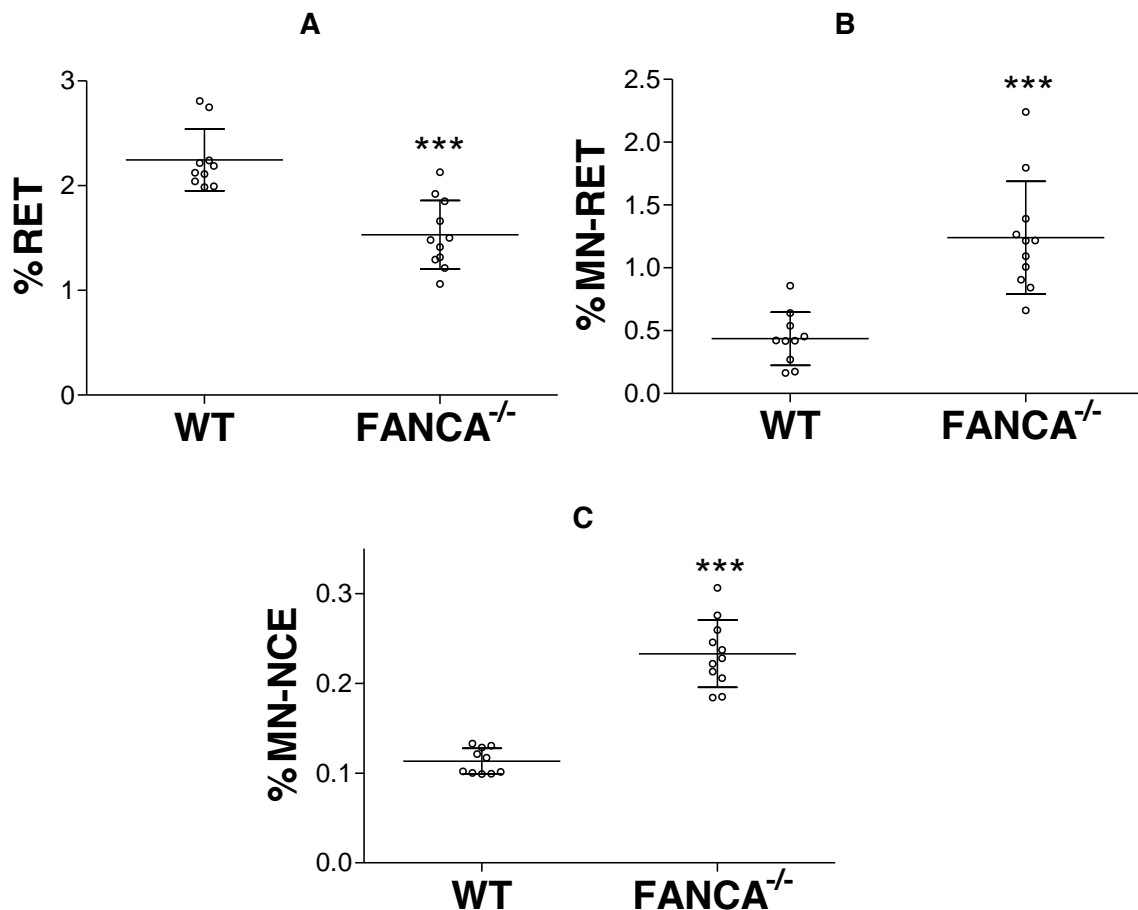 A
%RET
3
2
1
0
***
WT
FANCA-/-
B
%MN-RET
2.5
2.0
1.5
1.0
0.5
0.0
***
WT
FANCA-/-
C
%MN-NCE
0.3
0.2
0.1
0.0
***
WT
FANCA-/-